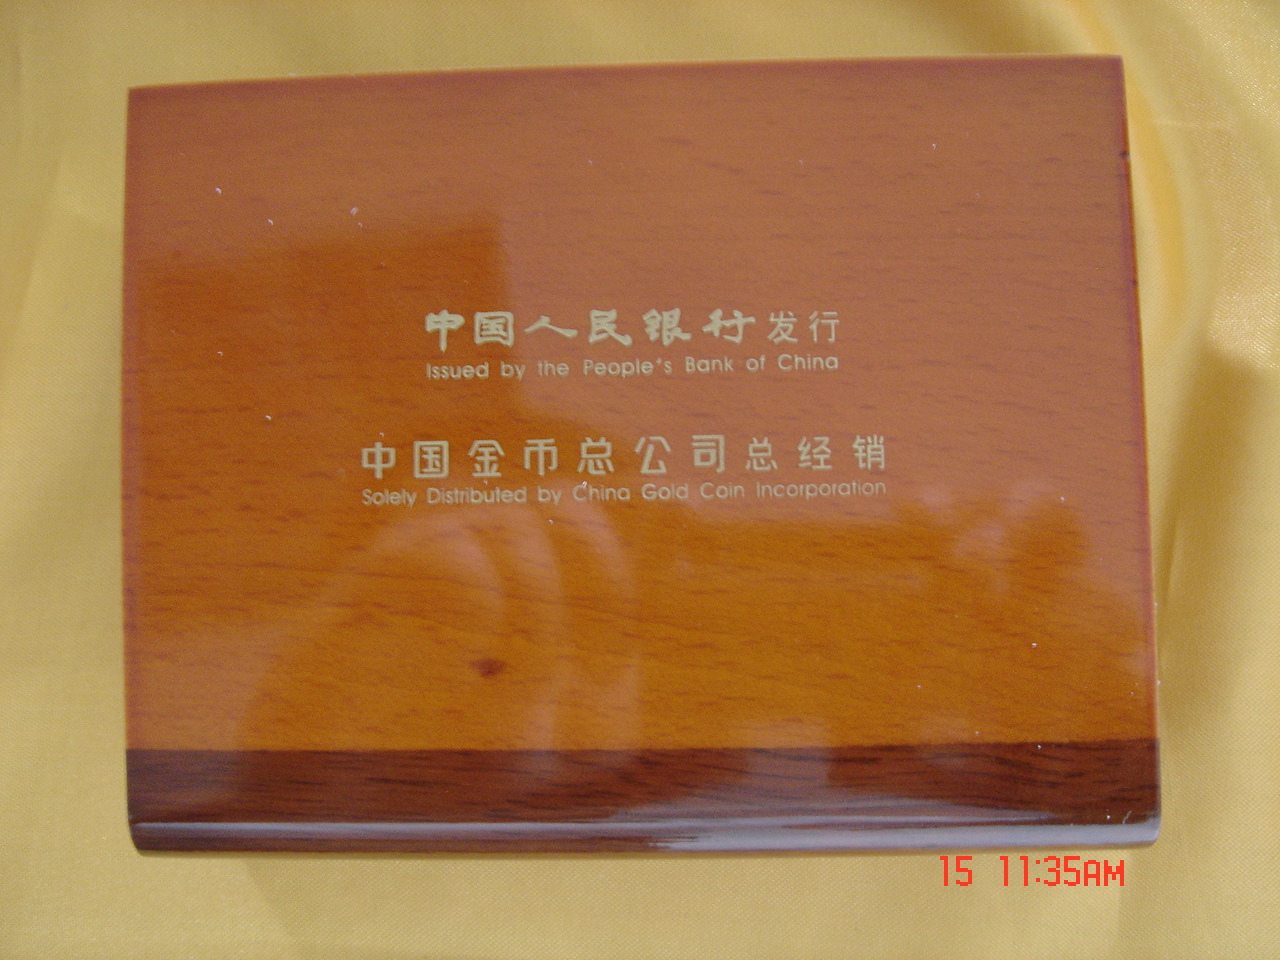 中国人民银行发行
Issued by the People's Bank of China
中国金币总公司总经销
Solely Distributed by China Gold Coin Incorporation
15 11:35AM